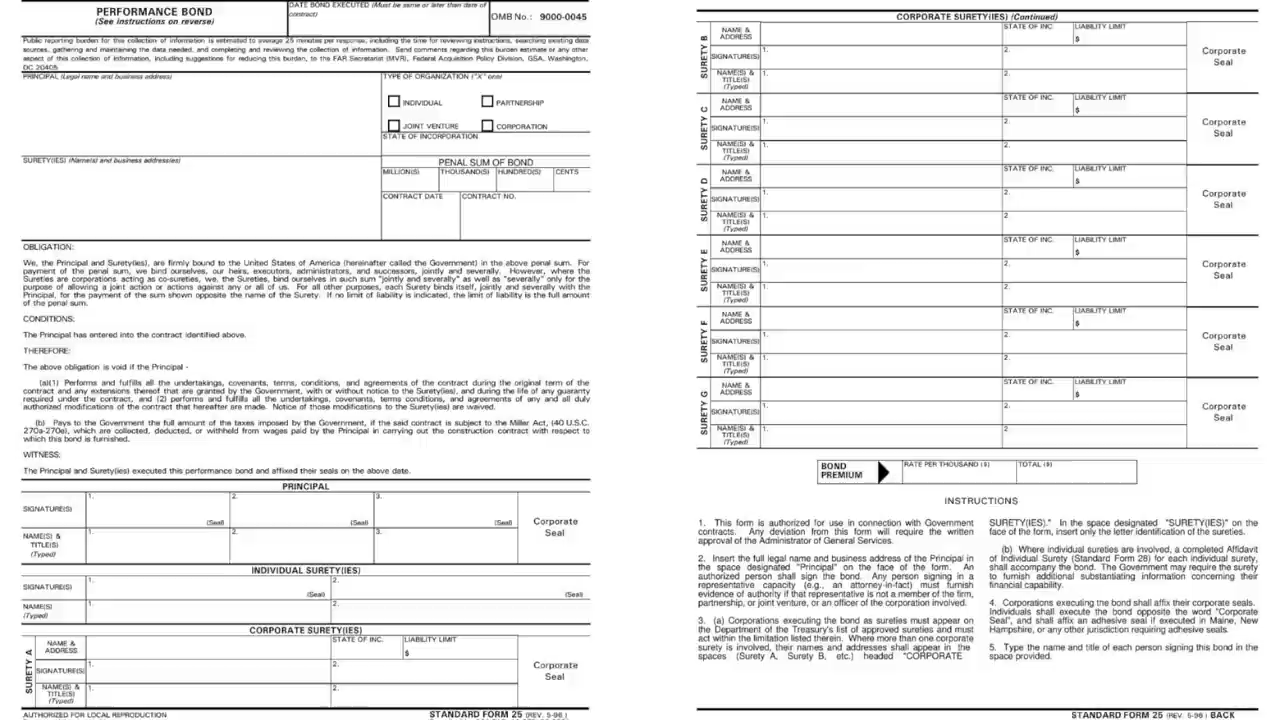 PERFORMANCE BOND
(See instructions on reverse)
DATE BOND EXECUTED (Must be same or later than date of
contract)
OMB No.: 9000-0045
Public reporting burden for this collection of information is estimated to average 25 minutes per response, including the time for reviewing instructions, searching existing data
sources, gathering and maintaining the data needed, and completing and reviewing the collection of information. Send comments regarding this burden estimate or any other
aspect of this collection of information, including suggestions for reducing this burden, to the FAR Secretariat (MVR), Federal Acquisition Policy Division, GSA, Washington,
DC 20405
PRINCIPAL (Legal name and business address)
TYPE OF ORGANIZATION ("X" one)
INDIVIDUAL
PARTNERSHIP
JOINT VENTURE
CORPORATION
STATE OF INCORPORATION
SURETY(IES) (Name(s) and business address(es)
PENAL SUM OF BOND
MILLION(S)
THOUSAND(S)
HUNDRED(S)
CENTS
CONTRACT DATE
CONTRACT NO.
OBLIGATION:
We, the Principal and Surety(ies), are firmly bound to the United States of America (hereinafter called the Government) in the above penal sum. For
payment of the penal sum, we bind ourselves, our heirs, executors, administrators, and successors, jointly and severally. However, where the
Sureties are corporations acting as co-sureties, we, the Sureties, bind ourselves in such sum "jointly and severally" as well as "severally" only for the
purpose of allowing a joint action or actions against any or all of us. For all other purposes, each Surety binds itself, jointly and severally with the
Principal, for the payment of the sum shown opposite the name of the Surety. If no limit of liability is indicated, the limit of liability is the full amount
of the penal sum.
CONDITIONS:
The Principal has entered into the contract identified above.
THEREFORE:
The above obligation is void if the Principal -
(a)(1) Performs and fulfills all the undertakings, covenants, terms, conditions, and agreements of the contract during the original term of the
contract and any extensions thereof that are granted by the Government, with or without notice to the Surety(ies), and during the life of any guaranty
required under the contract, and (2) performs and fulfills all the undertakings, covenants, terms conditions, and agreements of any and all duly
authorized modifications of the contract that hereafter are made. Notice of those modifications to the Surety(ies) are waived.
(b) Pays to the Government the full amount of the taxes imposed by the Government, if the said contract is subject to the Miller Act, (40 U.S.C.
270a-270e), which are collected, deducted, or withheld from wages paid by the Principal in carrying out the construction contract with respect to
which this bond is furnished.
WITNESS:
The Principal and Surety(ies) executed this performance bond and affixed their seals on the above date.
PRINCIPAL
SIGNATURE(S)
1.
(Seal)
2.
(Seal)
3.
(Seal)
NAME(S) &
TITLE(S)
(Typed)
1.
2.
3.
Corporate
Seal
INDIVIDUAL SURETY(IES)
SIGNATURE(S)
1.
(Seal)
2.
(Seal)
NAME(S)
(Typed)
1.
2.
CORPORATE SURETY(IES)
SURETY A
NAME &
ADDRESS
STATE OF INC.
LIABILITY LIMIT
$
SIGNATURE(S)
1.
2.
NAME(S) &
TITLE(S)
(Typed)
1.
2.
Corporate
Seal
AUTHORIZED FOR LOCAL REPRODUCTION
STANDARD FORM 25 (REV. 5-96)
CORPORATE SURETY(IES) (Continued)
SURETY B
NAME &
ADDRESS
STATE OF INC.
LIABILITY LIMIT
$
SIGNATURE(S)
1.
2.
NAME(S) &
TITLE(S)
(Typed)
1.
2.
Corporate
Seal
SURETY C
NAME &
ADDRESS
STATE OF INC.
LIABILITY LIMIT
$
SIGNATURE(S)
1.
2.
NAME(S) &
TITLE(S)
(Typed)
1.
2.
Corporate
Seal
SURETY D
NAME &
ADDRESS
STATE OF INC.
LIABILITY LIMIT
$
SIGNATURE(S)
1.
2.
NAME(S) &
TITLE(S)
(Typed)
1.
2
Corporate
Seal
SURETY E
NAME &
ADDRESS
STATE OF INC.
LIABILITY LIMIT
$
SIGNATURE(S)
1.
2.
NAME(S) &
TITLE(S)
(Typed)
1.
2.
Corporate
Seal
SURETY F
NAME &
ADDRESS
STATE OF INC.
LIABILITY LIMIT
$
SIGNATURE(S)
1.
2.
NAME(S) &
TITLE(S)
(Typed)
1.
2.
Corporate
Seal
SURETY G
NAME &
ADDRESS
STATE OF INC.
LIABILITY LIMIT
$
SIGNATURE(S)
1.
2.
NAME(S) &
TITLE(S)
(Typed)
1.
2.
Corporate
Seal
BOND
PREMIUM
RATE PER THOUSAND ($)
TOTAL ($)
INSTRUCTIONS
1. This form is authorized for use in connection with Government
contracts. Any deviation from this form will require the written
approval of the Administrator of General Services.
2. Insert the full legal name and business address of the Principal in
the space designated "Principal" on the face of the form. An
authorized person shall sign the bond. Any person signing in a
representative capacity (e.g., an attorney-in-fact) must furnish
evidence of authority if that representative is not a member of the firm,
partnership, or joint venture, or an officer of the corporation involved.
3. (a) Corporations executing the bond as sureties must appear on
the Department of the Treasury's list of approved sureties and must
act within the limitation listed therein. Where more than one corporate
surety is involved, their names and addresses shall appear in the
spaces (Surety A, Surety B, etc.) headed "CORPORATE
SURETY(IES)." In the space designated "SURETY(IES)" on the
face of the form, insert only the letter identification of the sureties.
(b) Where individual sureties are involved, a completed Affidavit
of Individual Surety (Standard Form 28) for each individual surety,
shall accompany the bond. The Government may require the surety
to furnish additional substantiating information concerning their
financial capability.
4. Corporations executing the bond shall affix their corporate seals.
Individuals shall execute the bond opposite the word "Corporate
Seal", and shall affix an adhesive seal if executed in Maine, New
Hampshire, or any other jurisdiction requiring adhesive seals.
5. Type the name and title of each person signing this bond in the
space provided.
STANDARD FORM 25 (REV. 5-96) BACK